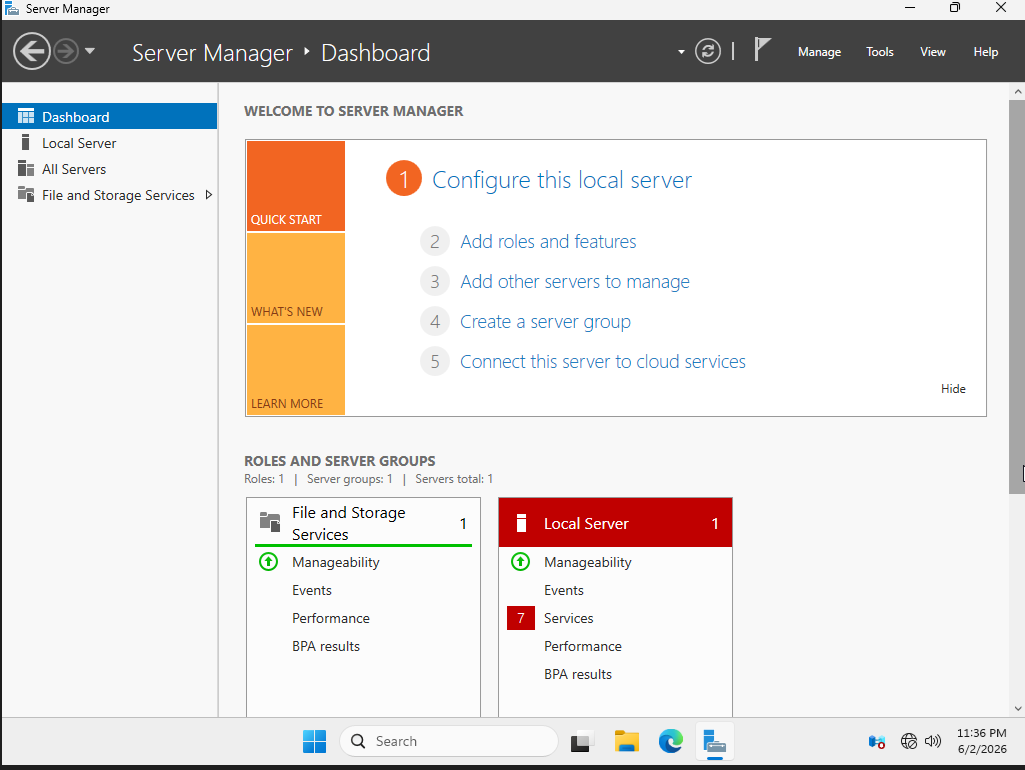 Server Manager
Server Manager ‣ Dashboard
Manage Tools View Help
Dashboard
Local Server
All Servers
File and Storage Services
WELCOME TO SERVER MANAGER
QUICK START
WHAT'S NEW
LEARN MORE
1 Configure this local server
2 Add roles and features
3 Add other servers to manage
4 Create a server group
5 Connect this server to cloud services
Hide
ROLES AND SERVER GROUPS
Roles: 1 | Server groups: 1 | Servers total: 1
File and Storage
Services 1
Manageability
Events
Performance
BPA results
Local Server 1
Manageability
Events
7 Services
Performance
BPA results
Search
11:36 PM
6/2/2026